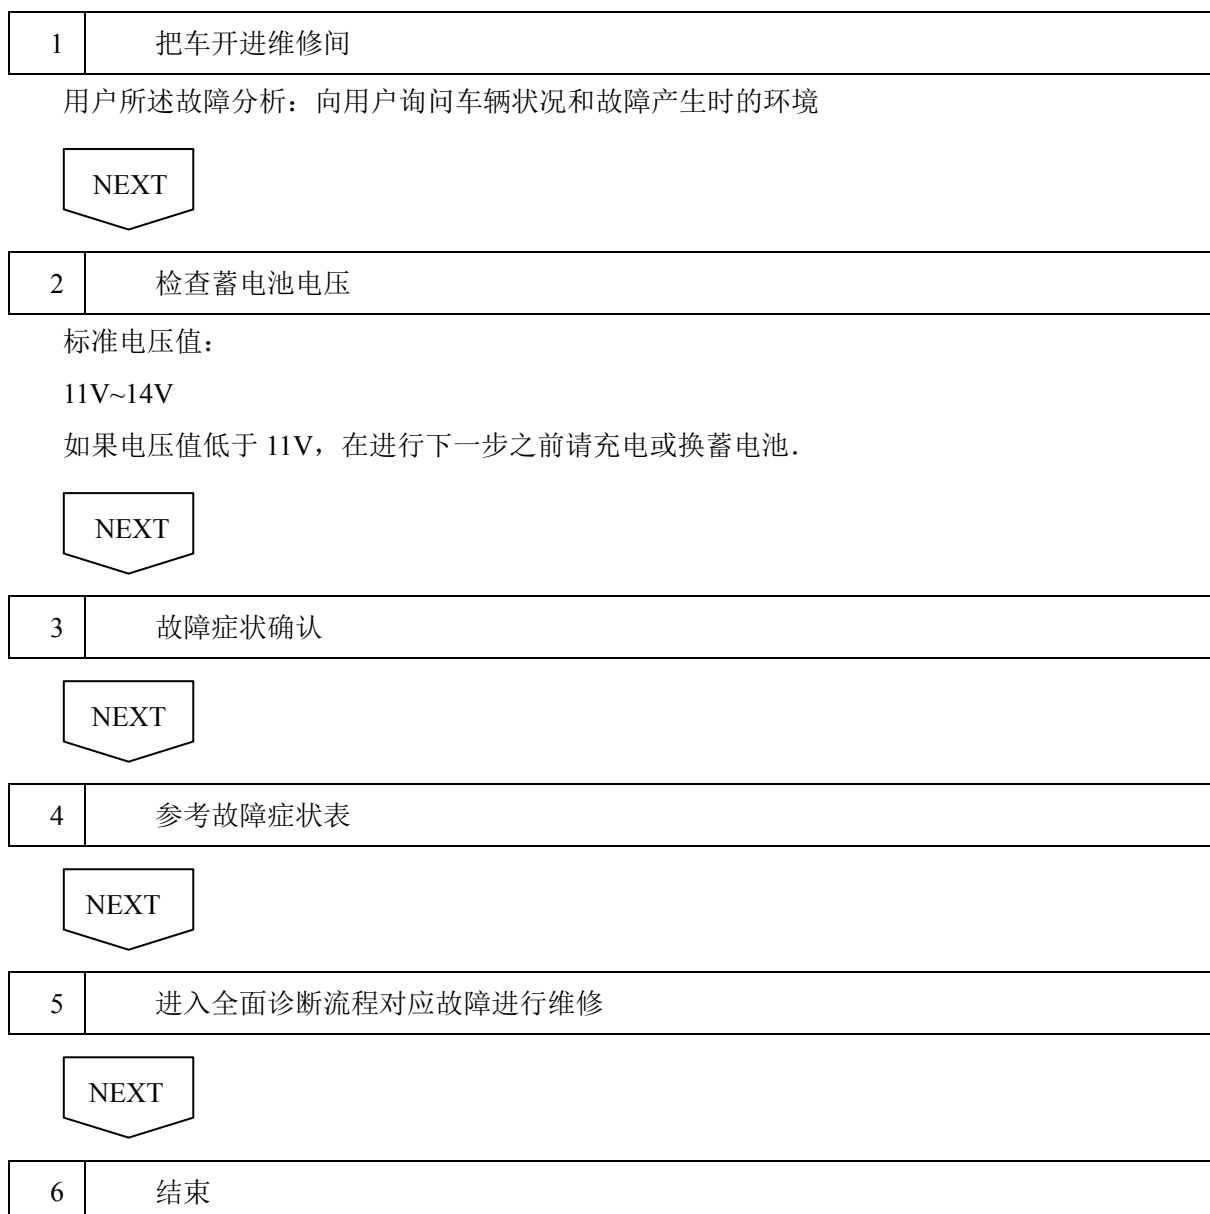 1 把车开进维修间
用户所述故障分析：向用户询问车辆状况和故障产生时的环境
NEXT
2 检查蓄电池电压
标准电压值：
11V~14V
如果电压值低于 11V，在进行下一步之前请充电或换蓄电池．
NEXT
3 故障症状确认
NEXT
4 参考故障症状表
NEXT
5 进入全面诊断流程对应故障进行维修
NEXT
6 结束